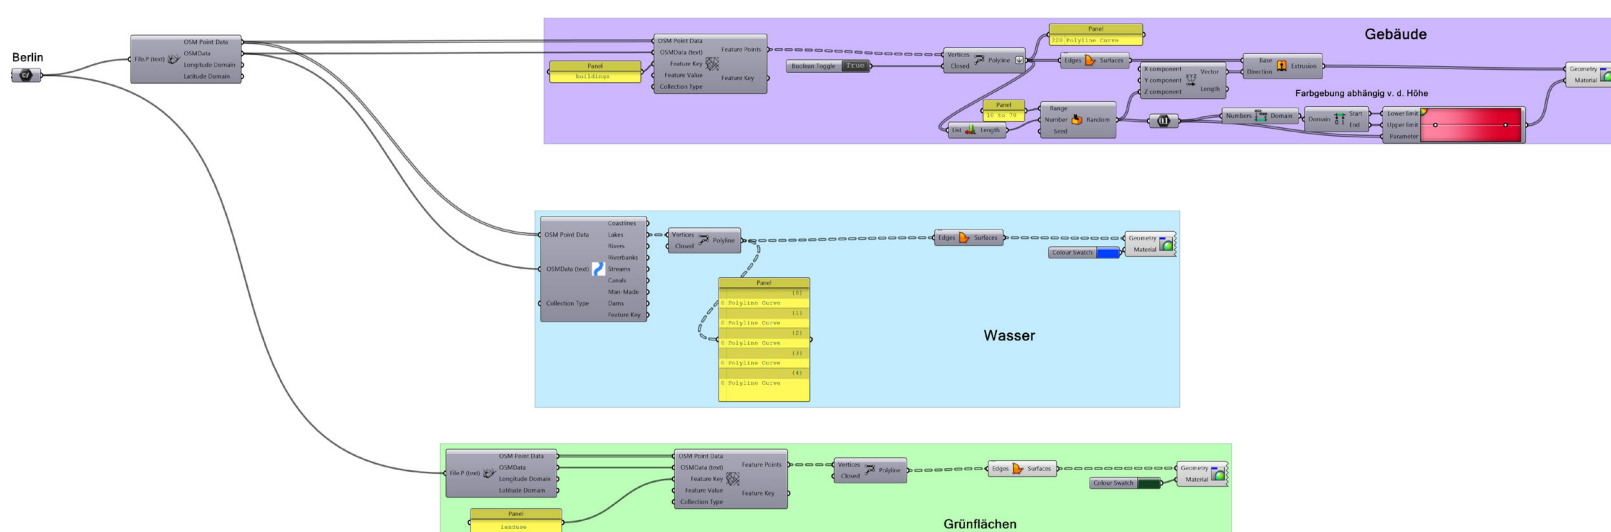 Berlin
File.P (text)
OSM Point Data
OSMData
Longitude Domain
Latitude Domain
Gebäude
Panel
buildings
OSM Point Data
OSMData (text)
Feature Key
Feature Value
Collection Type
Feature Points
Feature Key
Boolean Toggle True
Vertices
Closed
Polyline
Panel
Edges Surfaces
Panel
List Length
Range
Number
Seed
Random
X component
Y component
Z component
XYZ
Vector
Length
Base
Direction
Extrusion
Farbgebung abhängig v. d. Höhe
Numbers Domain
Domain
Start
End
Lower limit
Upper limit
Parameter
Geometry
Material
OSM Point Data
OSMData (text)
Collection Type
Coastlines
Lakes
Rivers
Riverbanks
Streams
Canals
Man-Made
Dams
Feature Key
Vertices
Closed
Polyline
Edges Surfaces
Colour Swatch
Geometry
Material
Panel
{0}
0 Polyline Curve
{1}
0 Polyline Curve
{2}
0 Polyline Curve
{3}
0 Polyline Curve
{4}
0 Polyline Curve
Wasser
File.P (text)
OSM Point Data
OSMData
Longitude Domain
Latitude Domain
Panel
landuse
OSM Point Data
OSMData (text)
Feature Key
Feature Value
Collection Type
Feature Points
Feature Key
Vertices
Closed
Polyline
Edges Surfaces
Colour Swatch
Geometry
Material
Grünflächen